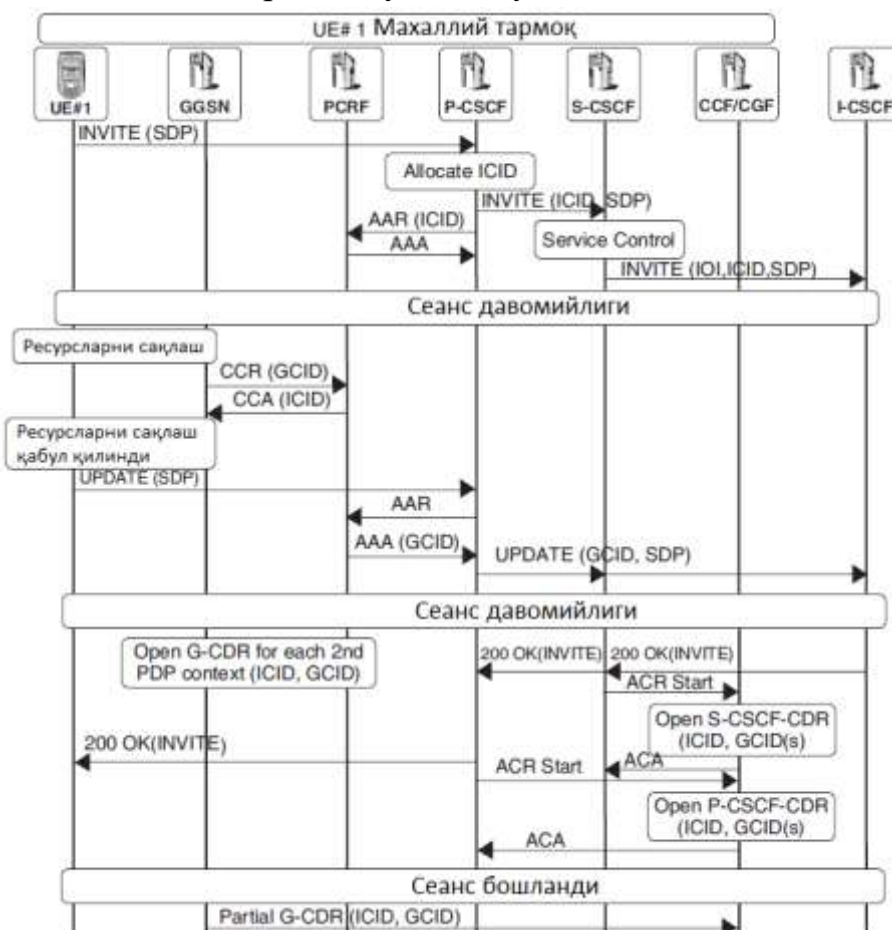 UE# 1 Махаллий тармоқ
UE#1 GGSN PCRF P-CSCF S-CSCF CCF/CGF I-CSCF
INVITE (SDP)
Allocate ICID
INVITE (ICID, SDP)
AAR (ICID)
AAA
Service Control
INVITE (IOI,ICID,SDP)
Сеанс давомийлиги
Ресурсларни сақлаш
CCR (GCID)
CCA (ICID)
Ресурсларни сақлаш
қабул қилинди
UPDATE (SDP)
AAR
AAA (GCID)
UPDATE (GCID, SDP)
Сеанс давомийлиги
Open G-CDR for each 2nd
PDP context (ICID, GCID)
200 OK(INVITE) 200 OK(INVITE)
ACR Start
Open S-CSCF-CDR
(ICID, GCID(s)
200 OK(INVITE)
ACR Start
ACA
Open P-CSCF-CDR
(ICID, GCID(s)
ACA
Сеанс бошланди
Partial G-CDR (ICID, GCID)